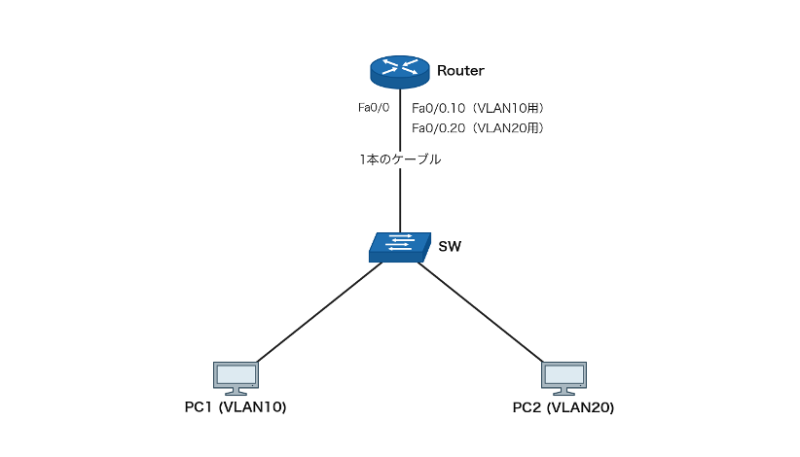 Router
Fa0/0
Fa0/0.10（VLAN10用）
Fa0/0.20（VLAN20用）
1本のケーブル
SW
PC1 (VLAN10)
PC2 (VLAN20)